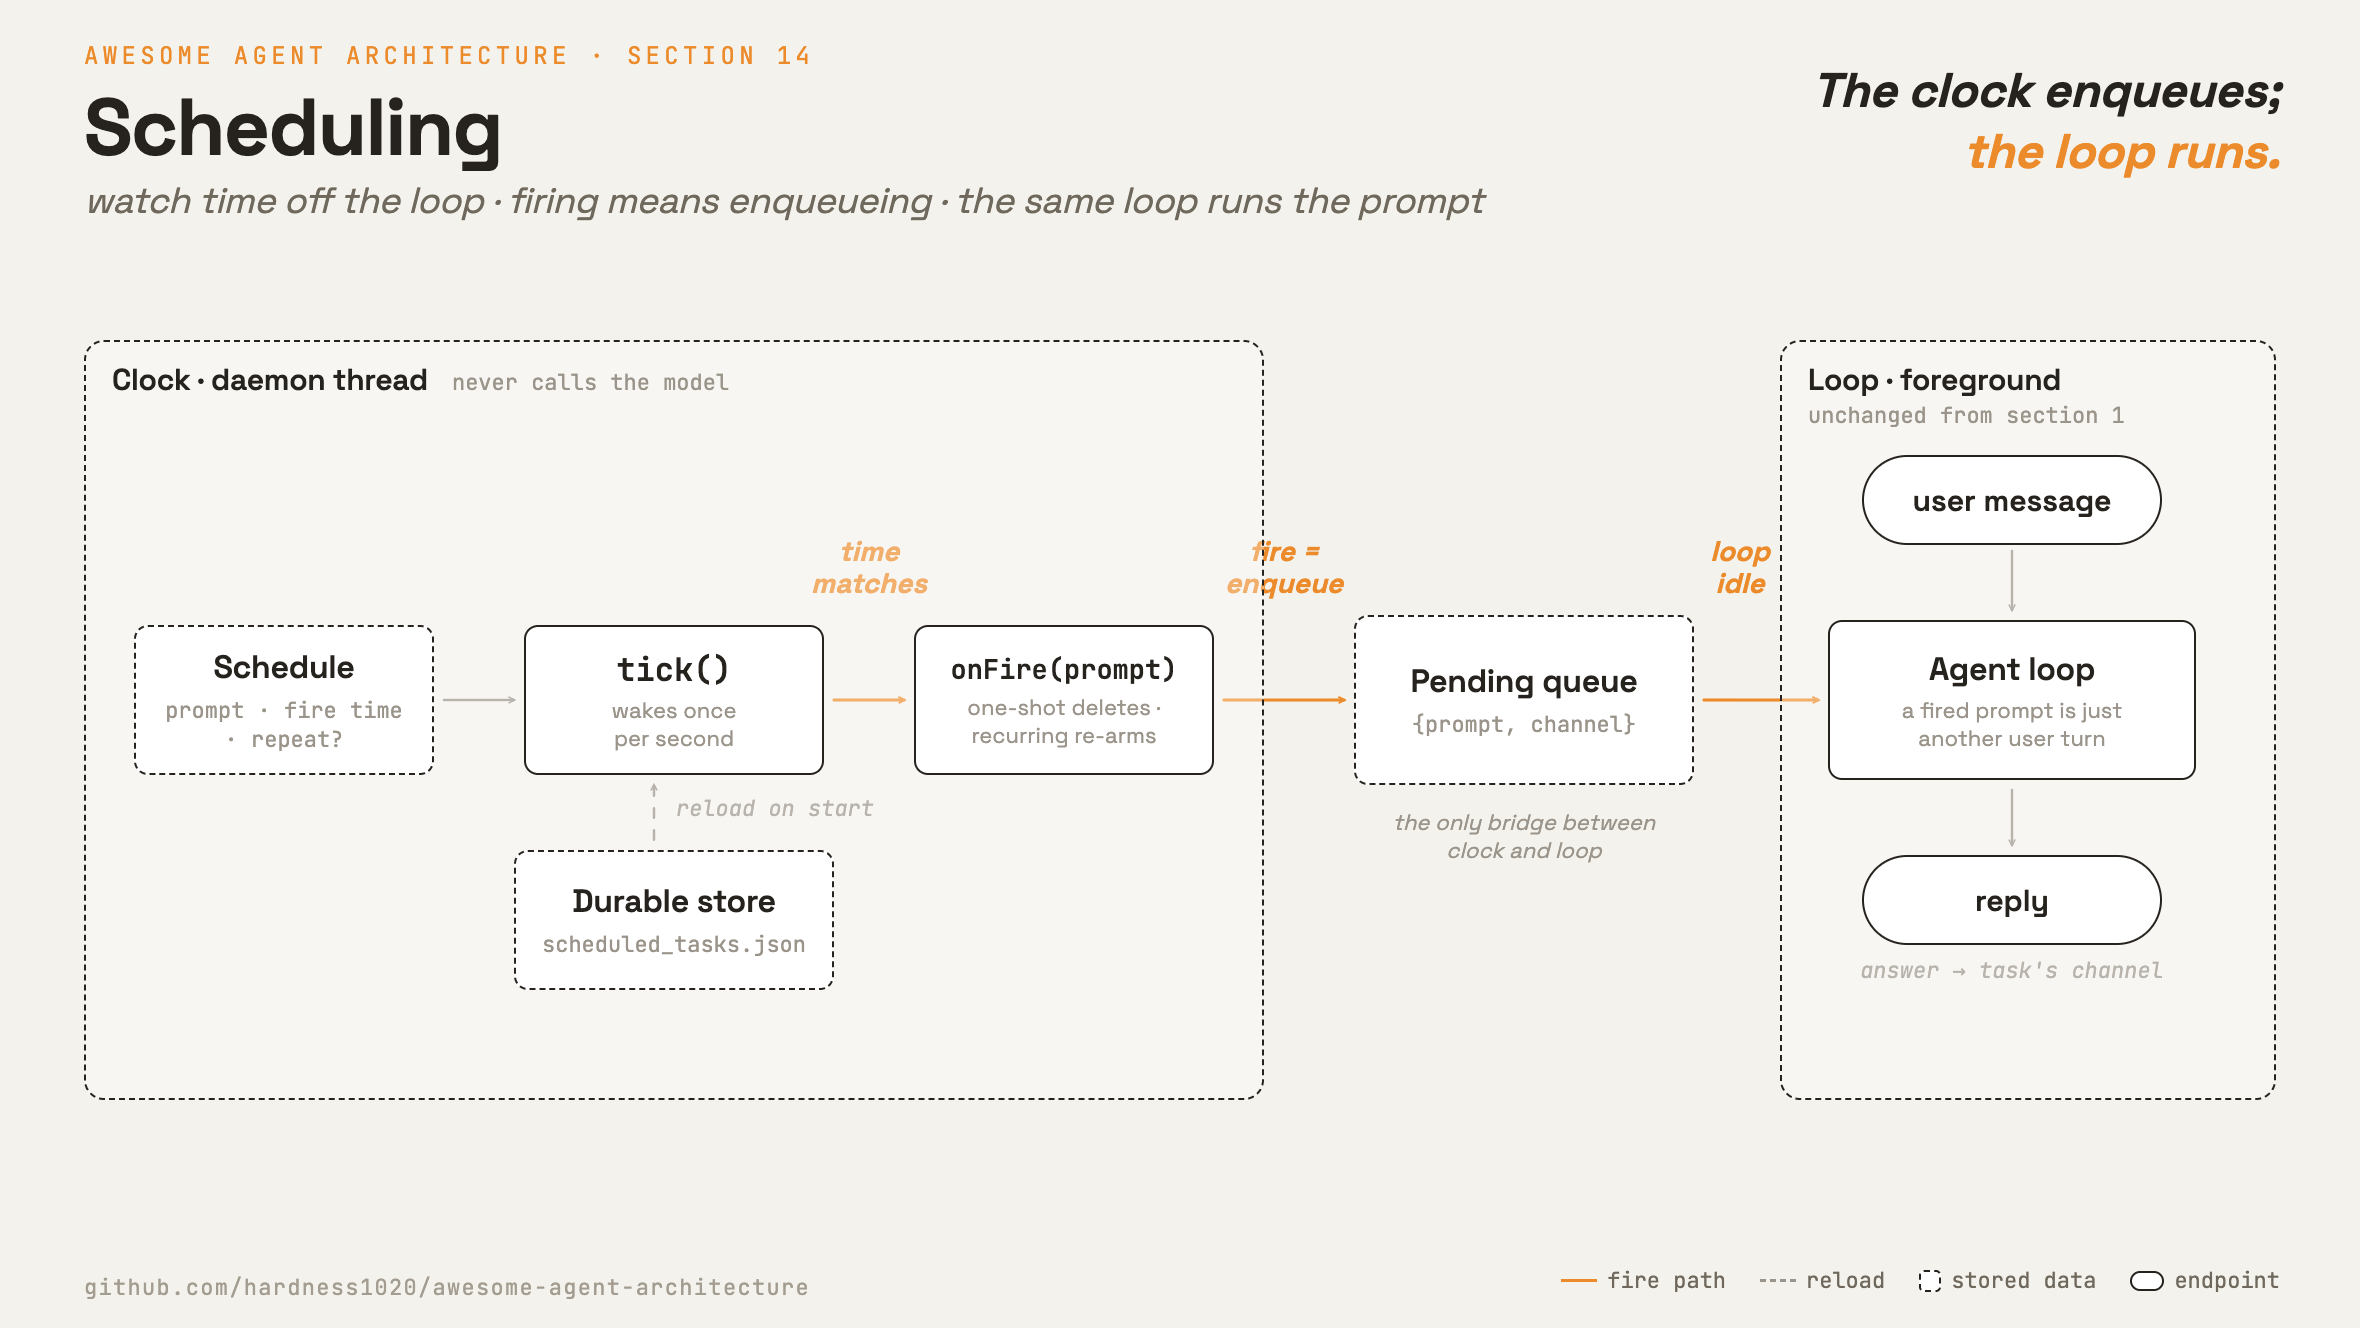 AWESOME AGENT ARCHITECTURE · SECTION 14
Scheduling
watch time off the loop · firing means enqueueing · the same loop runs the prompt
The clock enqueues;
the loop runs.
Clock · daemon thread never calls the model
time
matches
fire =
enqueue
Schedule
prompt · fire time
· repeat?
tick()
wakes once
per second
onFire(prompt)
one-shot deletes ·
recurring re-arms
reload on start
Durable store
scheduled_tasks.json
Pending queue
{prompt, channel}
the only bridge between
clock and loop
loop
idle
Loop · foreground
unchanged from section 1
user message
Agent loop
a fired prompt is just
another user turn
reply
answer → task's channel
github.com/hardness1020/awesome-agent-architecture
fire path
reload
stored data
endpoint